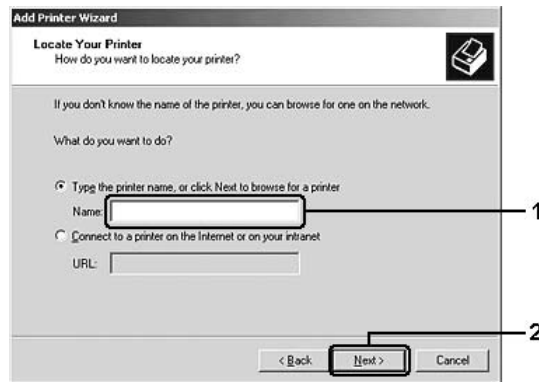 Add Printer Wizard
Locate Your Printer
How do you want to locate your printer?
If you don't know the name of the printer, you can browse for one on the network.
What do you want to do?
Type the printer name, or click Next to browse for a printer
Name:
1
Connect to a printer on the Internet or on your intranet
URL:
2
< Back Next > Cancel